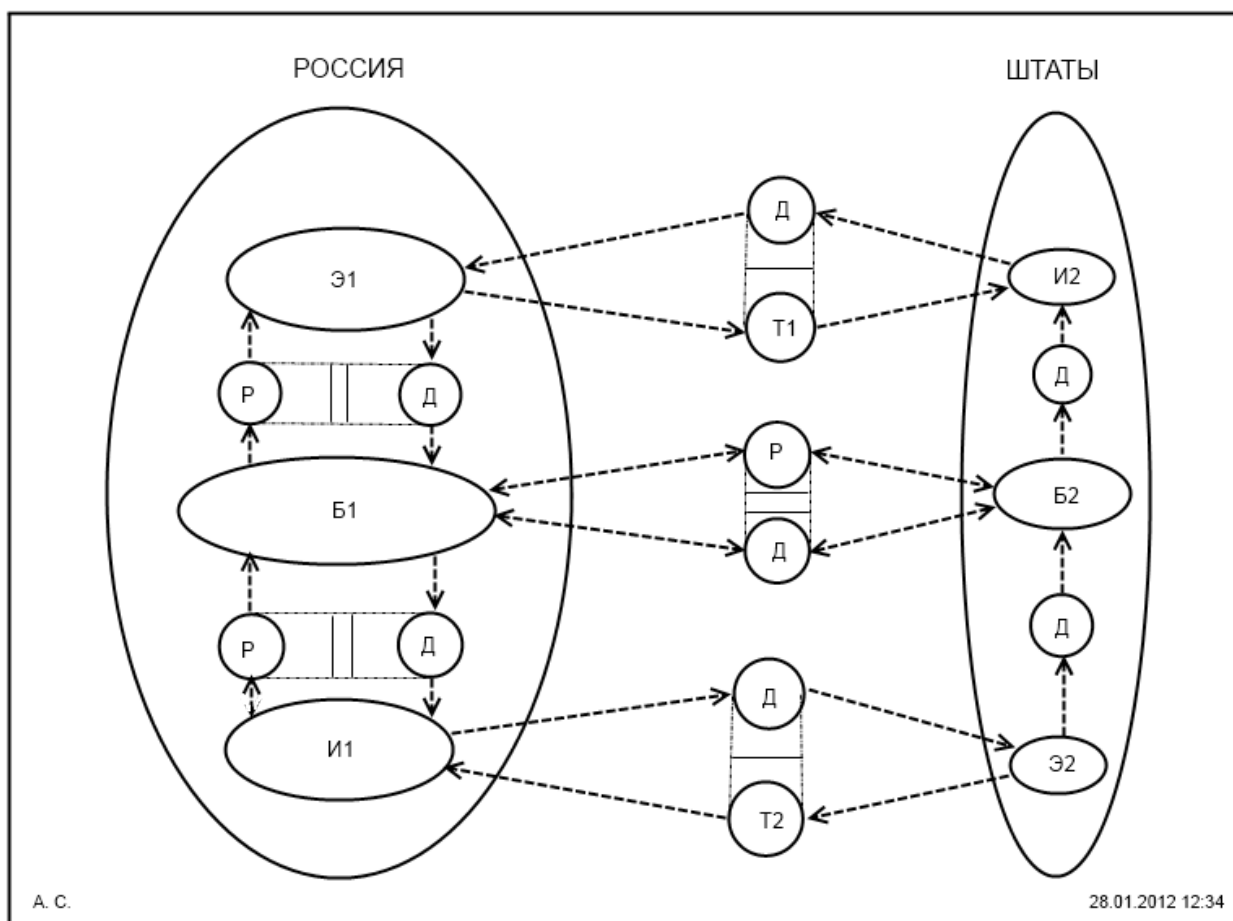 РОССИЯ
ШТАТЫ
Д
Э1
И2
Т1
Р
Д
Д
Р
Б1
Б2
Д
Р
Д
Д
Д
И1
Э2
Т2
А. С.
28.01.2012 12:34